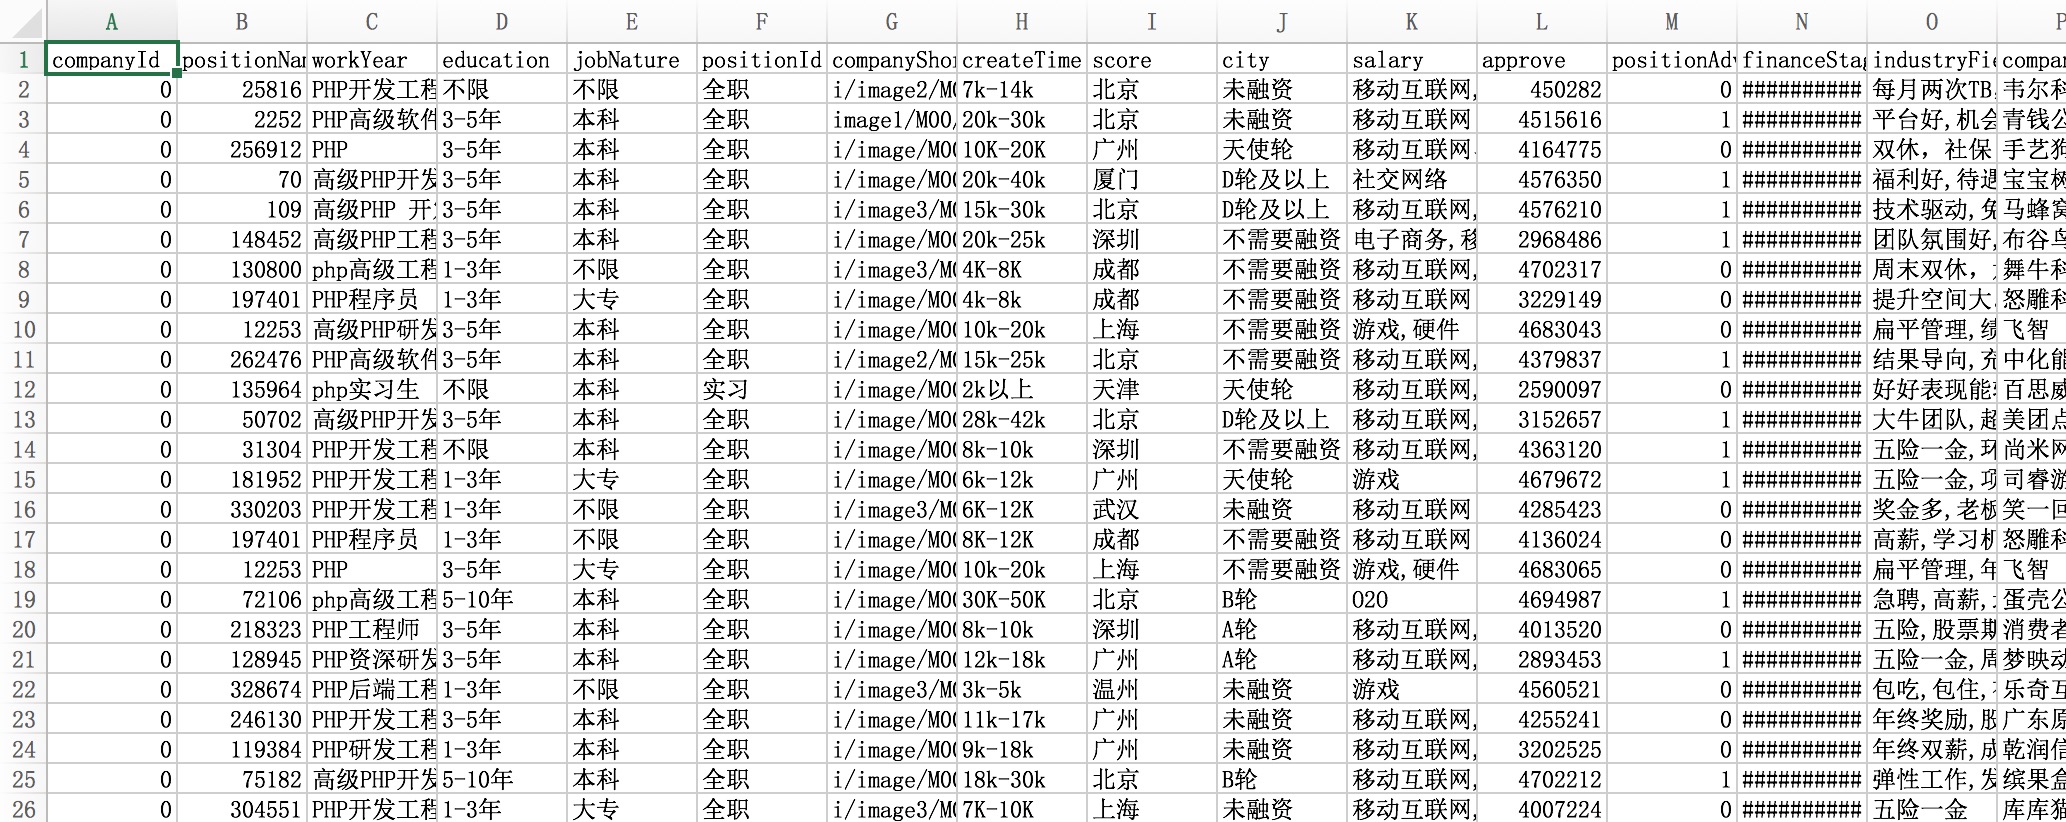 A B C D E F G H I J K L M N O P
1 companyId positionNa workYear education jobNature positionId companySho createTime score city salary approve positionAdv financeSta industryFie compan
2 0 25816 PHP开发工程 不限 不限 全职 i/image2/M0 7k-14k 北京 未融资 移动互联网, 450282 0 ########## 每月两次TB, 韦尔科
3 0 2252 PHP高级软件 3-5年 本科 全职 image1/M00/ 20k-30k 北京 未融资 移动互联网 4515616 1 ########## 平台好,机会 青钱公
4 0 256912 PHP 3-5年 本科 全职 i/image/M00 10K-20K 广州 天使轮 移动互联网 4164775 0 ########## 双休，社保 手艺狗
5 0 70 高级PHP开发 3-5年 本科 全职 i/image/M00 20k-40k 厦门 D轮及以上 社交网络 4576350 1 ########## 福利好,待遇 宝宝树
6 0 109 高级PHP 开 3-5年 本科 全职 i/image3/M0 15k-30k 北京 D轮及以上 移动互联网, 4576210 1 ########## 技术驱动,免 马蜂窝
7 0 148452 高级PHP工程 3-5年 本科 全职 i/image/M00 20k-25k 深圳 不需要融资 电子商务,移 2968486 1 ########## 团队氛围好, 布谷鸟
8 0 130800 php高级工程 1-3年 不限 全职 i/image3/M0 4K-8K 成都 不需要融资 移动互联网, 4702317 0 ########## 周末双休， 舞牛科
9 0 197401 PHP程序员 1-3年 大专 全职 i/image/M00 4k-8k 成都 不需要融资 移动互联网 3229149 0 ########## 提升空间大 怒雕科
10 0 12253 高级PHP研发 3-5年 本科 全职 i/image/M00 10k-20k 上海 不需要融资 游戏,硬件 4683043 0 ########## 扁平管理,绩 飞智
11 0 262476 PHP高级软件 3-5年 本科 全职 i/image2/M0 15k-25k 北京 不需要融资 移动互联网, 4379837 1 ########## 结果导向,充 中化能
12 0 135964 php实习生 不限 本科 实习 i/image/M00 2k以上 天津 天使轮 移动互联网, 2590097 0 ########## 好好表现能 百思威
13 0 50702 高级PHP开发 3-5年 本科 全职 i/image/M00 28k-42k 北京 D轮及以上 移动互联网, 3152657 1 ########## 大牛团队,超 美团点
14 0 31304 PHP开发工程 不限 本科 全职 i/image/M00 8k-10k 深圳 不需要融资 移动互联网, 4363120 1 ########## 五险一金,环 尚米网
15 0 181952 PHP开发工程 1-3年 大专 全职 i/image/M00 6k-12k 广州 天使轮 游戏 4679672 1 ########## 五险一金,项 司睿游
16 0 330203 PHP开发工程 1-3年 不限 全职 i/image3/M0 6K-12K 武汉 未融资 移动互联网 4285423 0 ########## 奖金多,老板 笑一回
17 0 197401 PHP程序员 1-3年 不限 全职 i/image/M00 8K-12K 成都 不需要融资 移动互联网 4136024 0 ########## 高薪,学习机 怒雕科
18 0 12253 PHP 3-5年 大专 全职 i/image/M00 10k-20k 上海 不需要融资 游戏,硬件 4683065 0 ########## 扁平管理,年 飞智
19 0 72106 php高级工程 5-10年 本科 全职 i/image/M00 30K-50K 北京 B轮 O2O 4694987 1 ########## 急聘,高薪, 蛋壳公
20 0 218323 PHP工程师 3-5年 本科 全职 i/image/M00 8k-10k 深圳 A轮 移动互联网, 4013520 0 ########## 五险,股票期 消费者
21 0 128945 PHP资深研发 3-5年 本科 全职 i/image/M00 12k-18k 广州 A轮 移动互联网, 2893453 1 ########## 五险一金,周 梦映动
22 0 328674 PHP后端工程 1-3年 不限 全职 i/image3/M0 3k-5k 温州 未融资 游戏 4560521 0 ########## 包吃,包住, 乐奇互
23 0 246130 PHP开发工程 3-5年 本科 全职 i/image/M00 11k-17k 广州 未融资 移动互联网, 4255241 0 ########## 年终奖励,股 广东原
24 0 119384 PHP研发工程 1-3年 本科 全职 i/image/M00 9k-18k 广州 未融资 移动互联网, 3202525 0 ########## 年终双薪,成 乾润信
25 0 75182 高级PHP开发 5-10年 本科 全职 i/image/M00 18k-30k 北京 B轮 移动互联网, 4702212 1 ########## 弹性工作,发 缤果盒
26 0 304551 PHP开发工程 1-3年 大专 全职 i/image3/M0 7K-10K 上海 未融资 移动互联网, 4007224 0 ########## 五险一金 库库猫